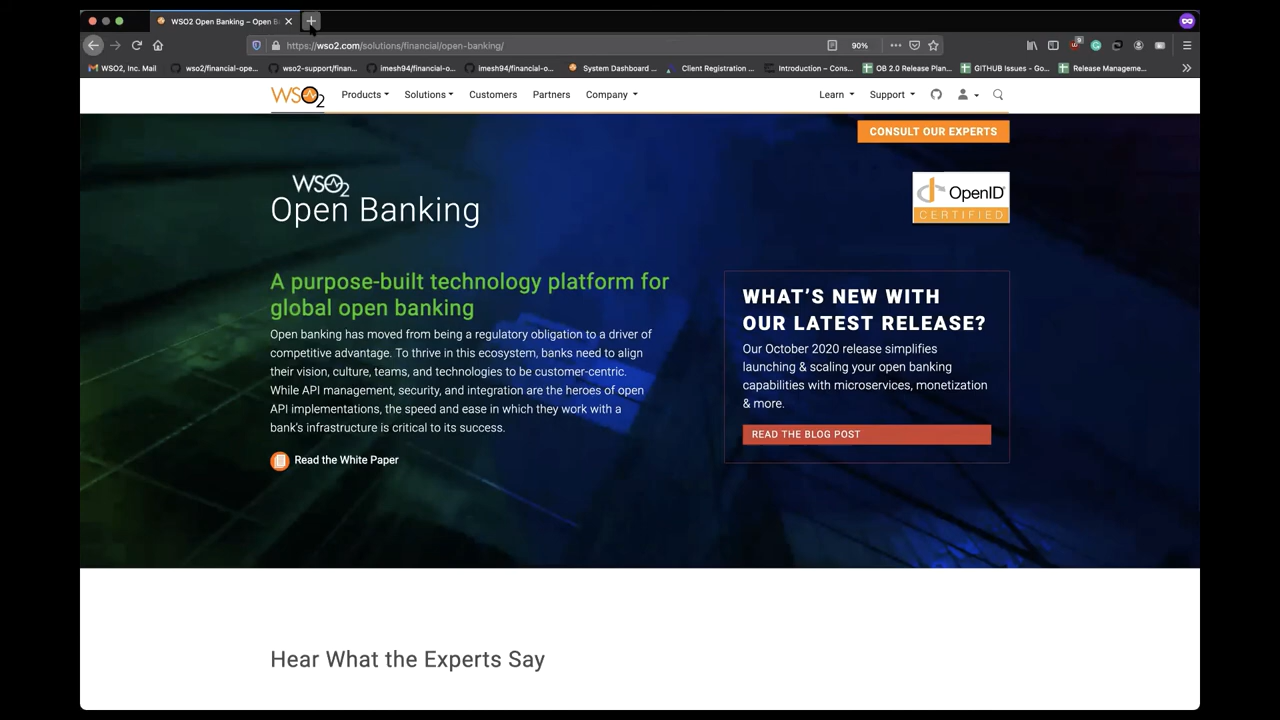 WSO2 Open Banking – Open B
https://wso2.com/solutions/financial/open-banking/
90%
WSO2, Inc. Mail
wso2/financial-ope...
wso2-support/finan...
imesh94/financial-o...
imesh94/financial-o...
System Dashboard ...
Client Registration ...
Introduction – Cons...
OB 2.0 Release Plan...
GITHUB Issues - Go...
Release Manageme...
WSO2
Products
Solutions
Customers
Partners
Company
Learn
Support
CONSULT OUR EXPERTS
WSO2
Open Banking
OpenID
CERTIFIED
A purpose-built technology platform for
global open banking
Open banking has moved from being a regulatory obligation to a driver of
competitive advantage. To thrive in this ecosystem, banks need to align
their vision, culture, teams, and technologies to be customer-centric.
While API management, security, and integration are the heroes of open
API implementations, the speed and ease in which they work with a
bank's infrastructure is critical to its success.
Read the White Paper
WHAT'S NEW WITH
OUR LATEST RELEASE?
Our October 2020 release simplifies
launching & scaling your open banking
capabilities with microservices, monetization
& more.
READ THE BLOG POST
Hear What the Experts Say